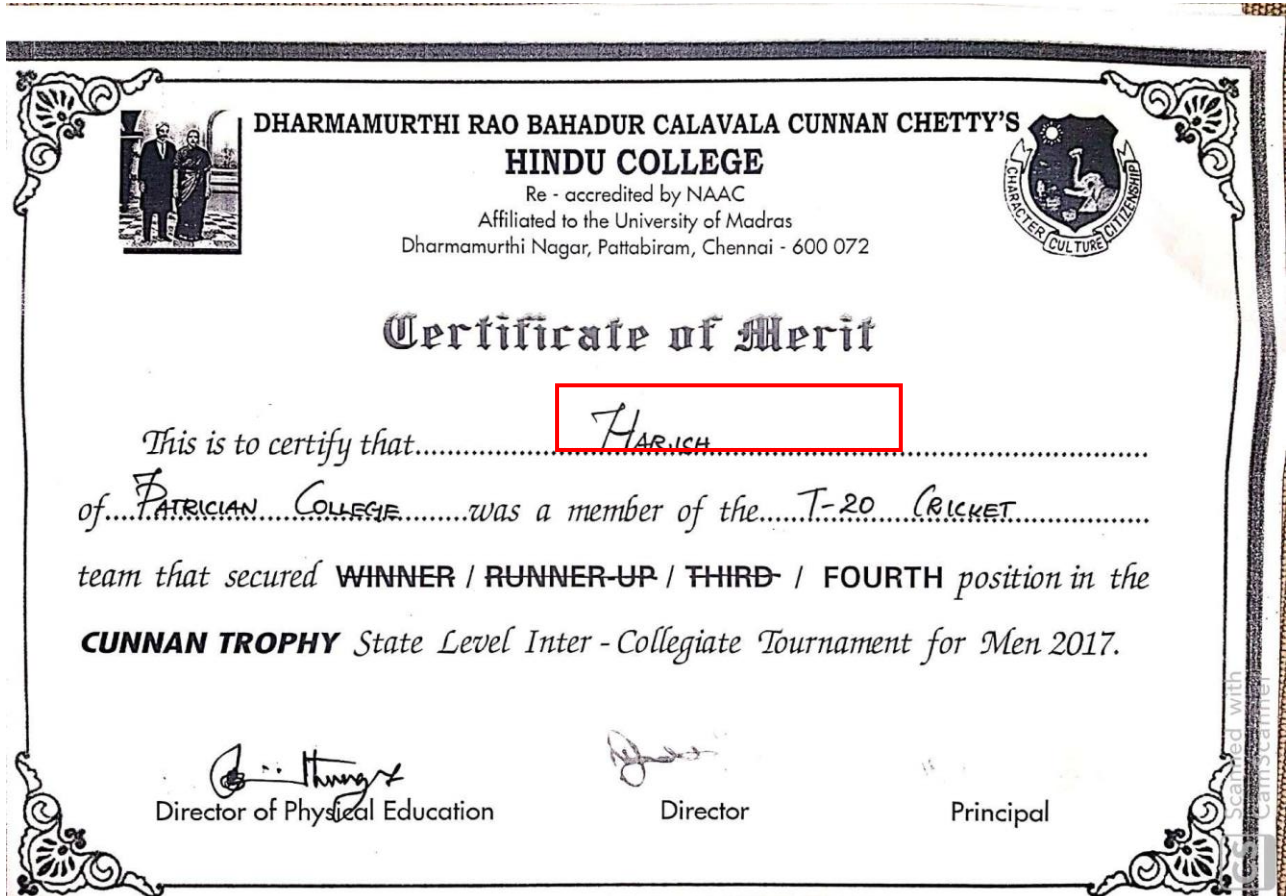 DHARMAMURTHI RAO BAHADUR CALAVALA CUNNAN CHETTY'S
HINDU COLLEGE
Re - accredited by NAAC
Affiliated to the University of Madras
Dharmamurthi Nagar, Pattabiram, Chennai - 600 072
CHARACTER CULTURE CITIZENSHIP
Certificate of Merit
This is to certify that HARISH
of PATRICIAN COLLEGE was a member of the T-20 CRICKET
team that secured WINNER / RUNNER-UP / THIRD / FOURTH position in the
CUNNAN TROPHY State Level Inter - Collegiate Tournament for Men 2017.
Director of Physical Education Director Principal
CS Scanned with
CamScanner